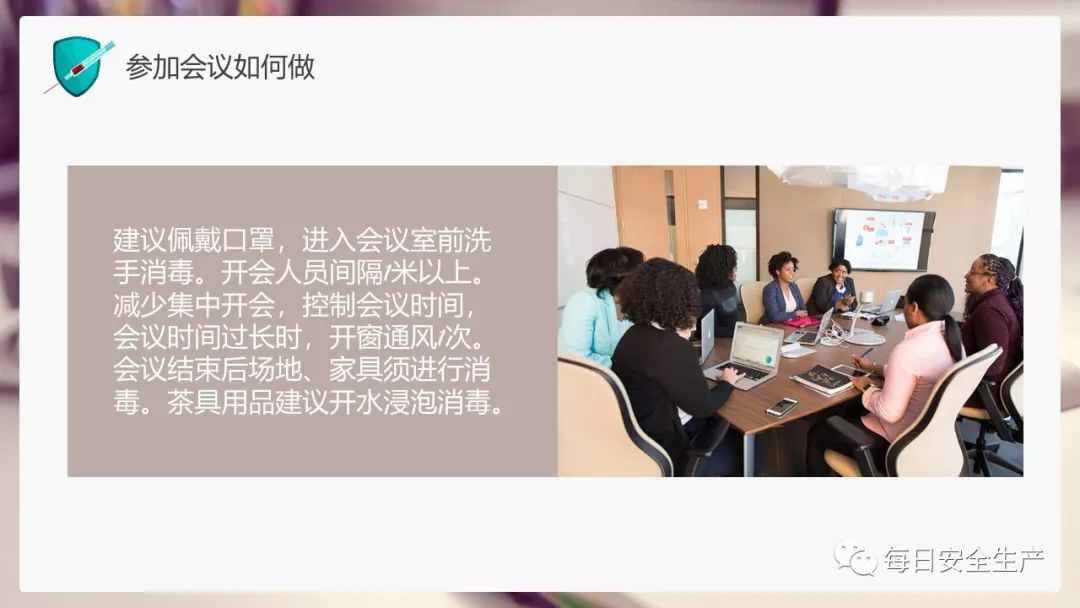 参加会议如何做
建议佩戴口罩，进入会议室前洗
手消毒。开会人员间隔1米以上。
减少集中开会，控制会议时间，
会议时间过长时，开窗通风1次。
会议结束后场地、家具须进行消
毒。茶具用品建议开水浸泡消毒。
每日安全生产